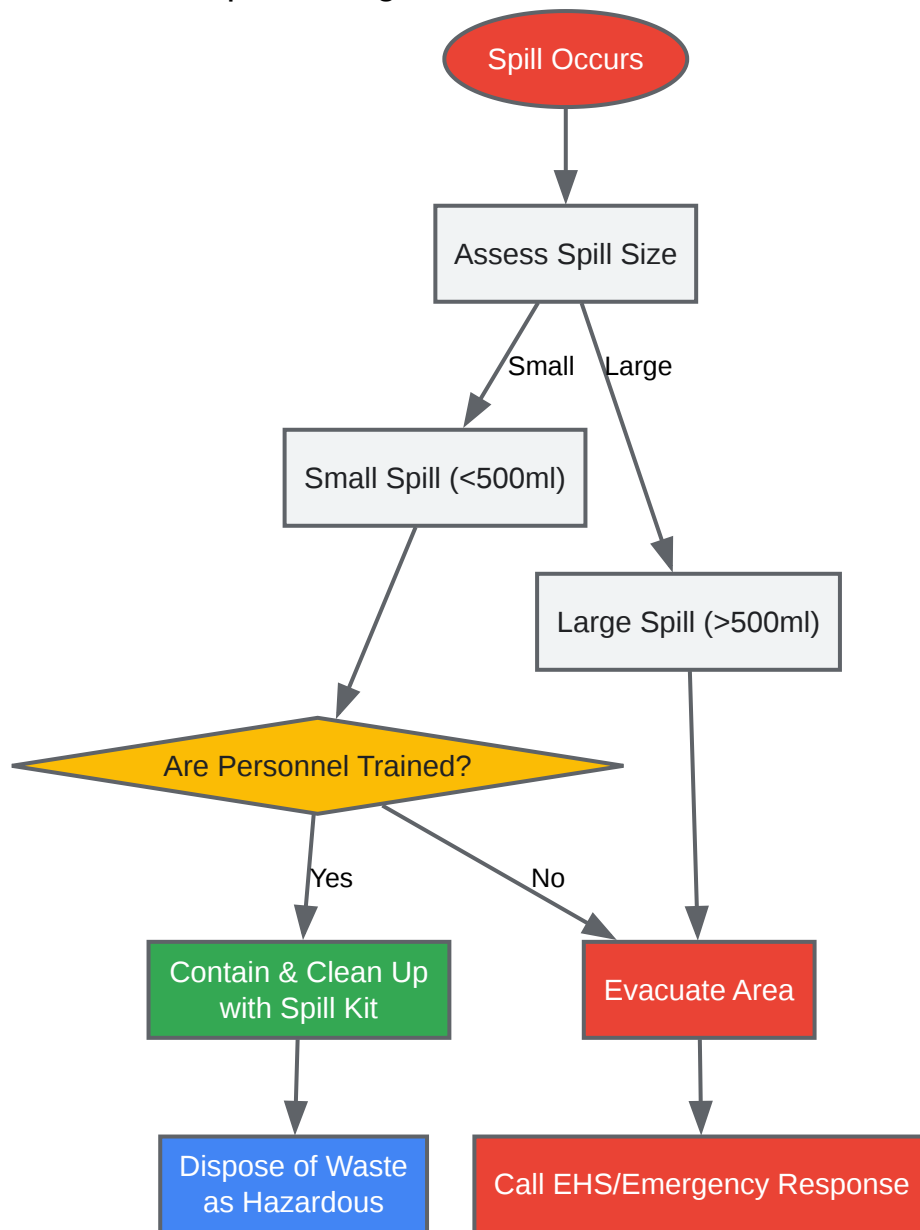 Spill Occurs
Assess Spill Size
Small
Large
Small Spill (<500ml)
Large Spill (>500ml)
Are Personnel Trained?
Yes
No
Contain & Clean Up
with Spill Kit
Evacuate Area
Dispose of Waste
as Hazardous
Call EHS/Emergency Response